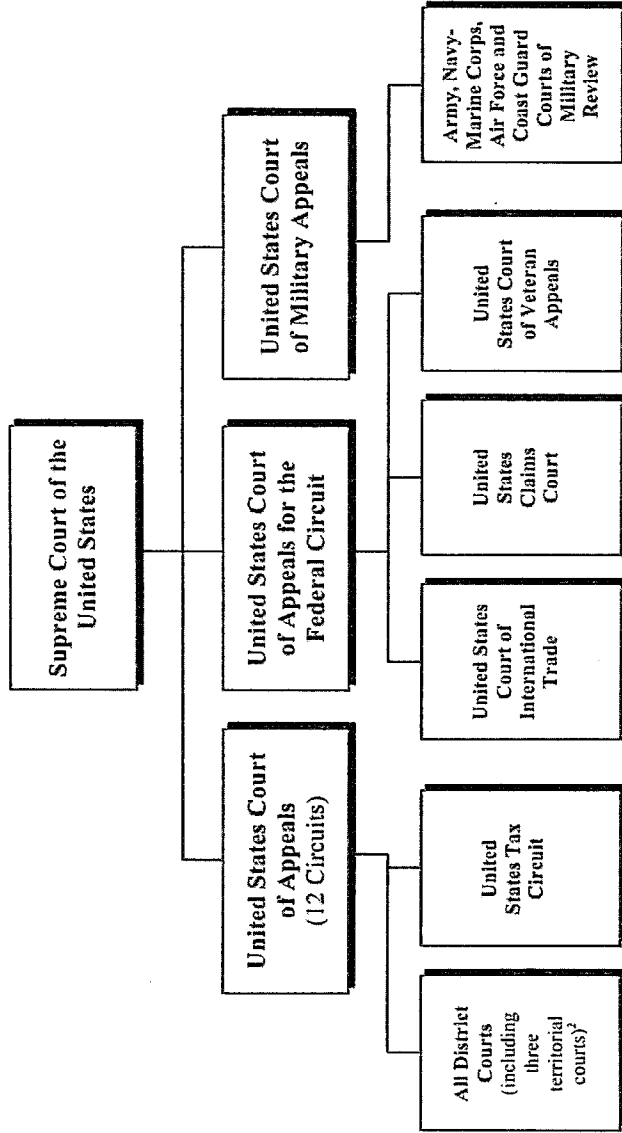 Supreme Court of the
United States
United States Court
of Appeals
(12 Circuits)
United States Court
of Appeals for the
Federal Circuit
United States Court
of Military Appeals
All District
Courts
(including
three
territorial
courts)²
United
States Tax
Circuit
United States
Court of
International
Trade
United
States
Claims
Court
United
States Court
of Veteran
Appeals
Army, Navy-
Marine Corps,
Air Force and
Coast Guard
Courts of
Military
Review